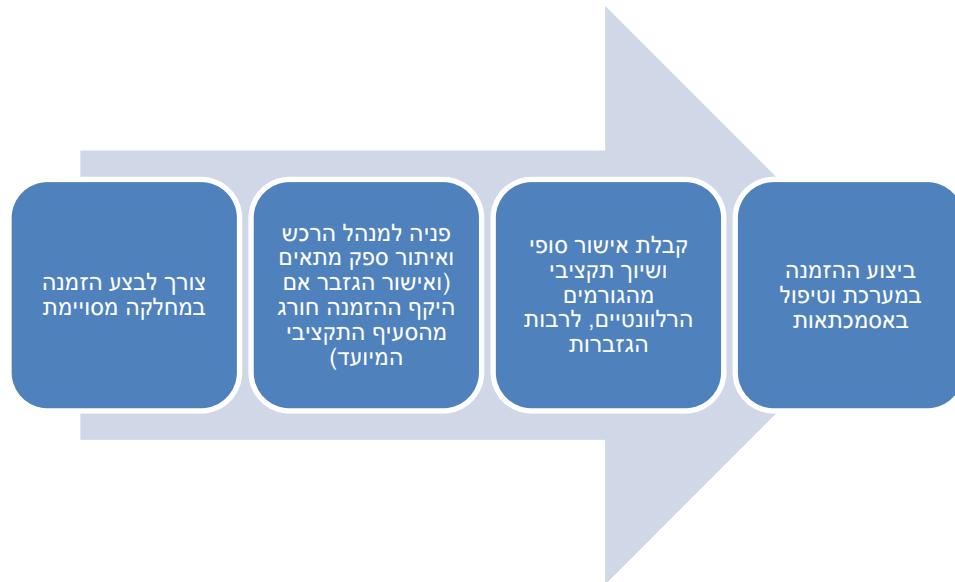 צורך לבצע הזמנה
במחלקה מסויימת
פניה למנהל הרכש
ואיתור ספק מתאים
(ואישור הגזבר אם
היקף ההזמנה חורג
מהסעיף התקציבי
המיועד)
קבלת אישור סופי
ושיוך תקציבי
מהגורמים
הרלוונטיים, לרבות
הגזברות
ביצוע ההזמנה
במערכת וטיפול
באסמכתאות